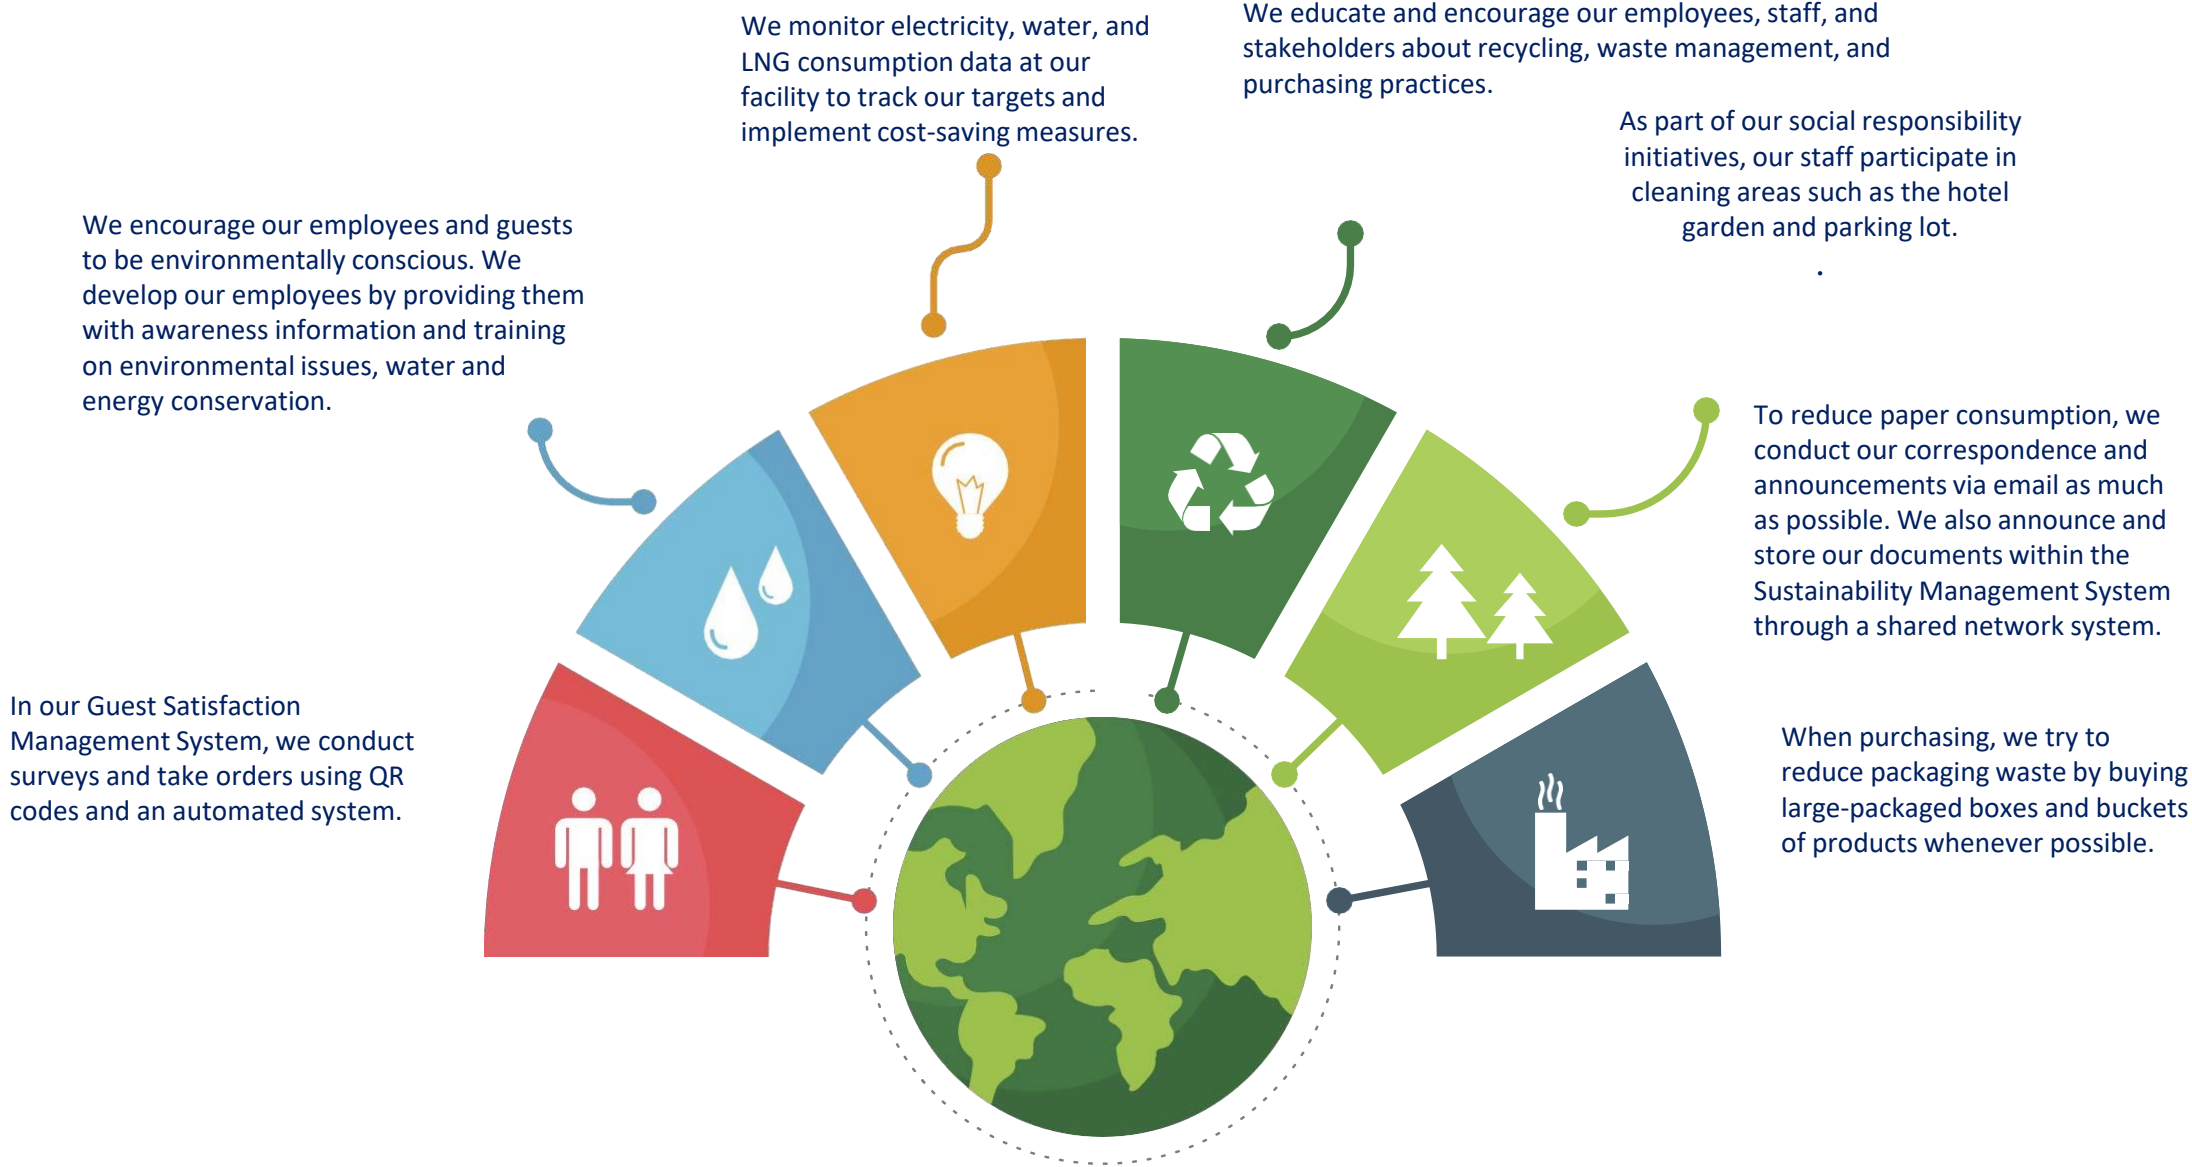 We monitor electricity, water, and
LNG consumption data at our
facility to track our targets and
implement cost-saving measures.
We educate and encourage our employees, staff, and
stakeholders about recycling, waste management, and
purchasing practices.
As part of our social responsibility
initiatives, our staff participate in
cleaning areas such as the hotel
garden and parking lot.
.
We encourage our employees and guests
to be environmentally conscious. We
develop our employees by providing them
with awareness information and training
on environmental issues, water and
energy conservation.
To reduce paper consumption, we
conduct our correspondence and
announcements via email as much
as possible. We also announce and
store our documents within the
Sustainability Management System
through a shared network system.
In our Guest Satisfaction
Management System, we conduct
surveys and take orders using QR
codes and an automated system.
When purchasing, we try to
reduce packaging waste by buying
large-packaged boxes and buckets
of products whenever possible.